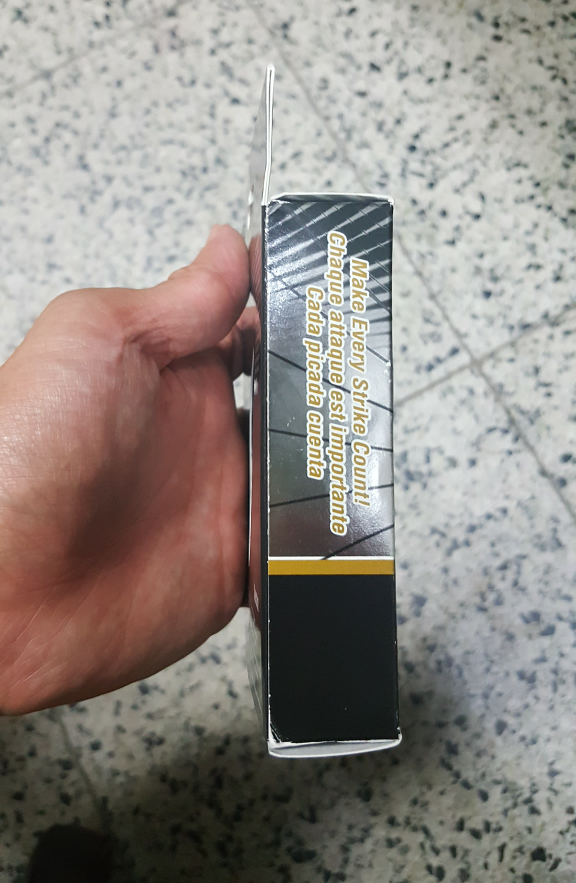 Make Every Strike Count!
Chaque attaque est importante
Cada picada cuenta